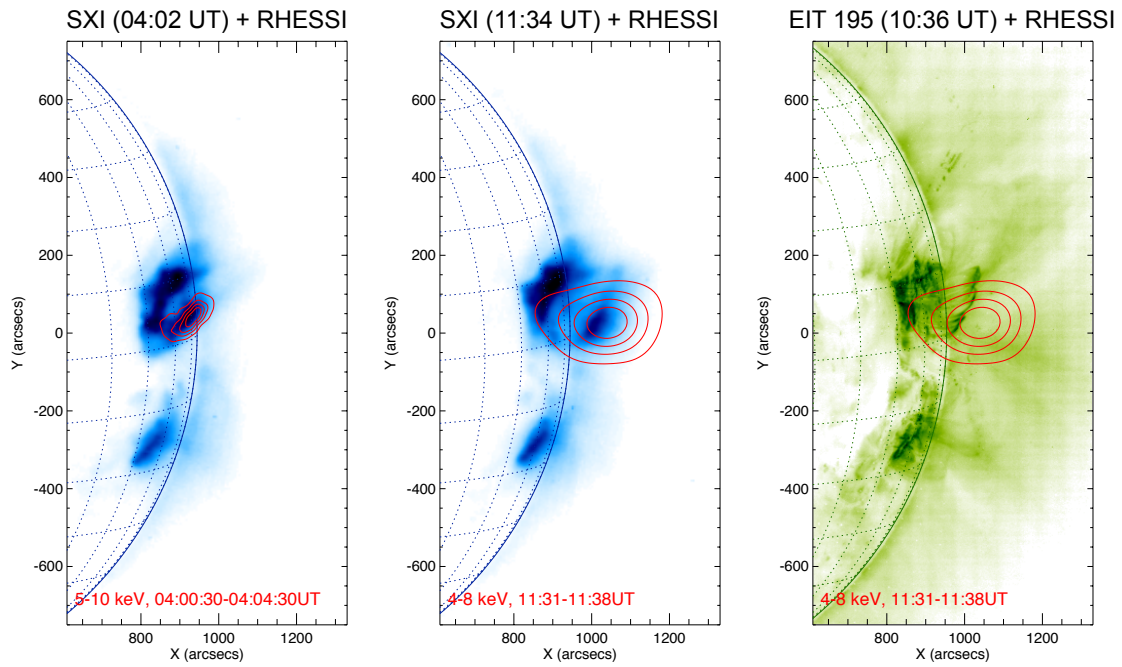 SXI (04:02 UT) + RHESSI
SXI (11:34 UT) + RHESSI
EIT 195 (10:36 UT) + RHESSI
600
400
200
0
-200
-400
-600
Y (arcsecs)
5-10 keV, 04:00:30-04:04:30UT
800
1000
1200
X (arcsecs)
600
400
200
0
-200
-400
-600
Y (arcsecs)
4-8 keV, 11:31-11:38UT
800
1000
1200
X (arcsecs)
600
400
200
0
-200
-400
-600
Y (arcsecs)
4-8 keV, 11:31-11:38UT
800
1000
1200
X (arcsecs)